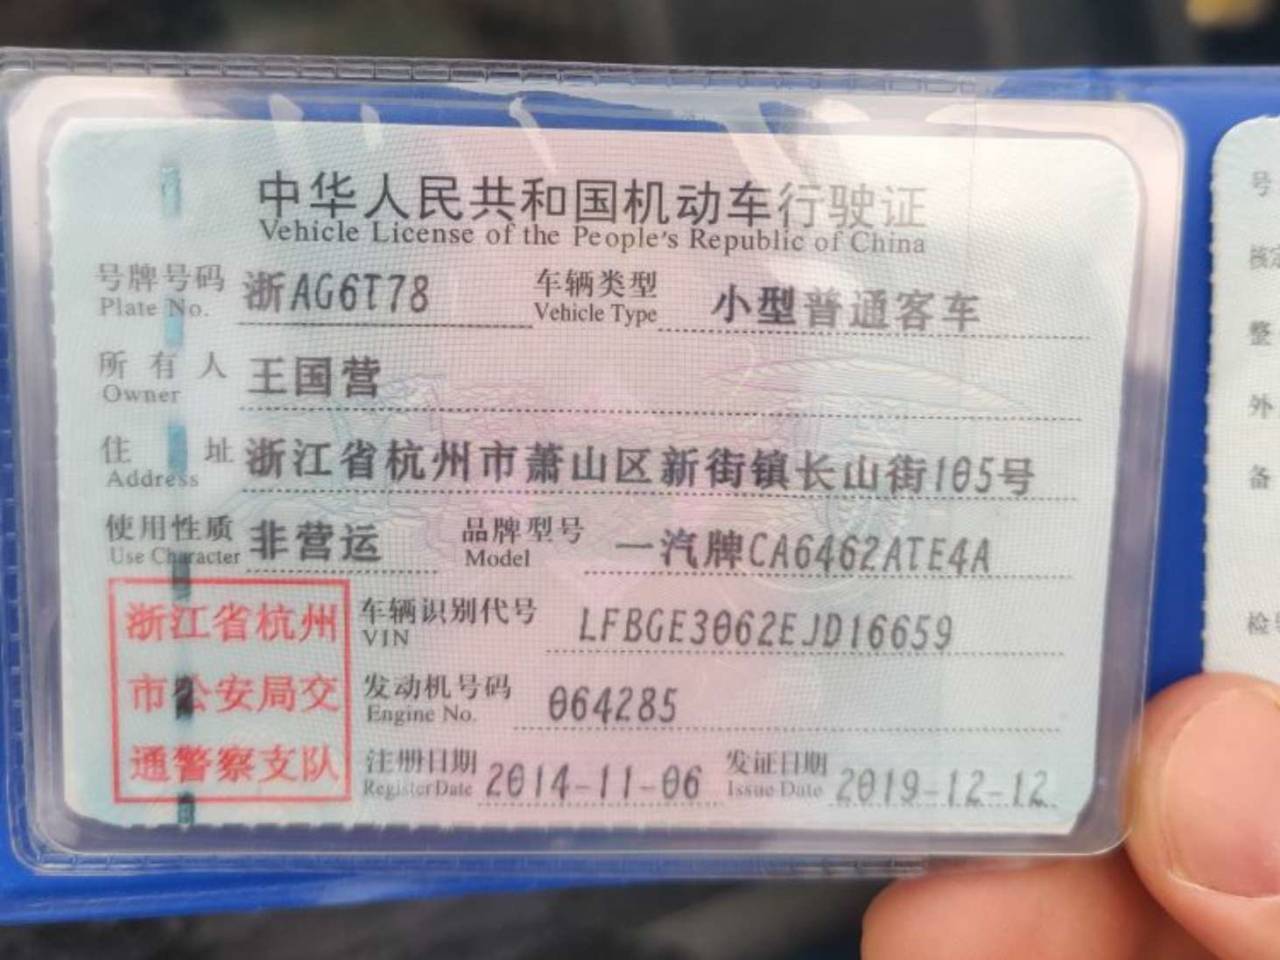 中华人民共和国机动车行驶证
Vehicle License of the People's Republic of China
号牌号码 浙AG6T78 车辆类型 小型普通客车
Plate No. Vehicle Type
所有人 王国营
Owner
住址 浙江省杭州市萧山区新街镇长山街105号
Address
使用性质 非营运 品牌型号 一汽牌CA6462ATE4A
Use Character Model
浙江省杭州
市公安局交
通警察支队
车辆识别代号 LFBGE3062EJD16659
VIN
发动机号码 064285
Engine No.
注册日期 2014-11-06 发证日期 2019-12-12
Register Date Issue Date
号
核定
整
外
备
检